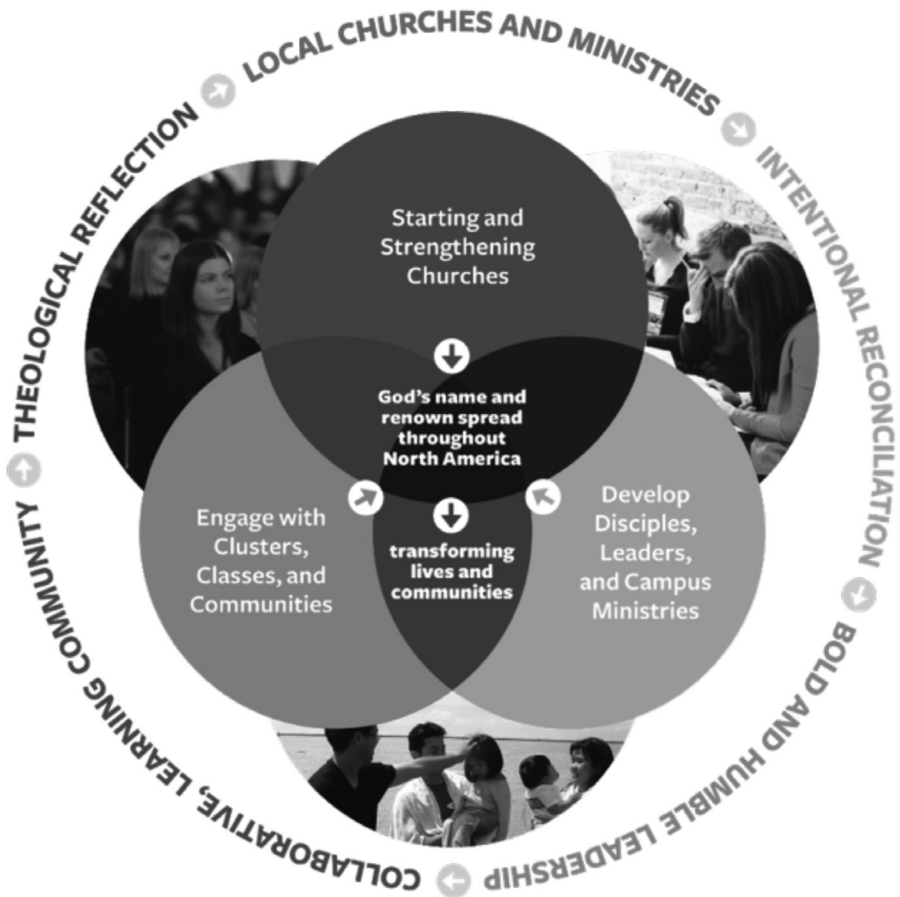 LOCAL CHURCHES AND MINISTRIES
INTENTIONAL RECONCILIATION
BOLD AND HUMBLE LEADERSHIP
COLLABORATIVE, LEARNING COMMUNITY
THEOLOGICAL REFLECTION
Starting and
Strengthening
Churches
God's name and
renown spread
throughout
North America
transforming
lives and
communities
Engage with
Clusters,
Classes, and
Communities
Develop
Disciples,
Leaders,
and Campus
Ministries